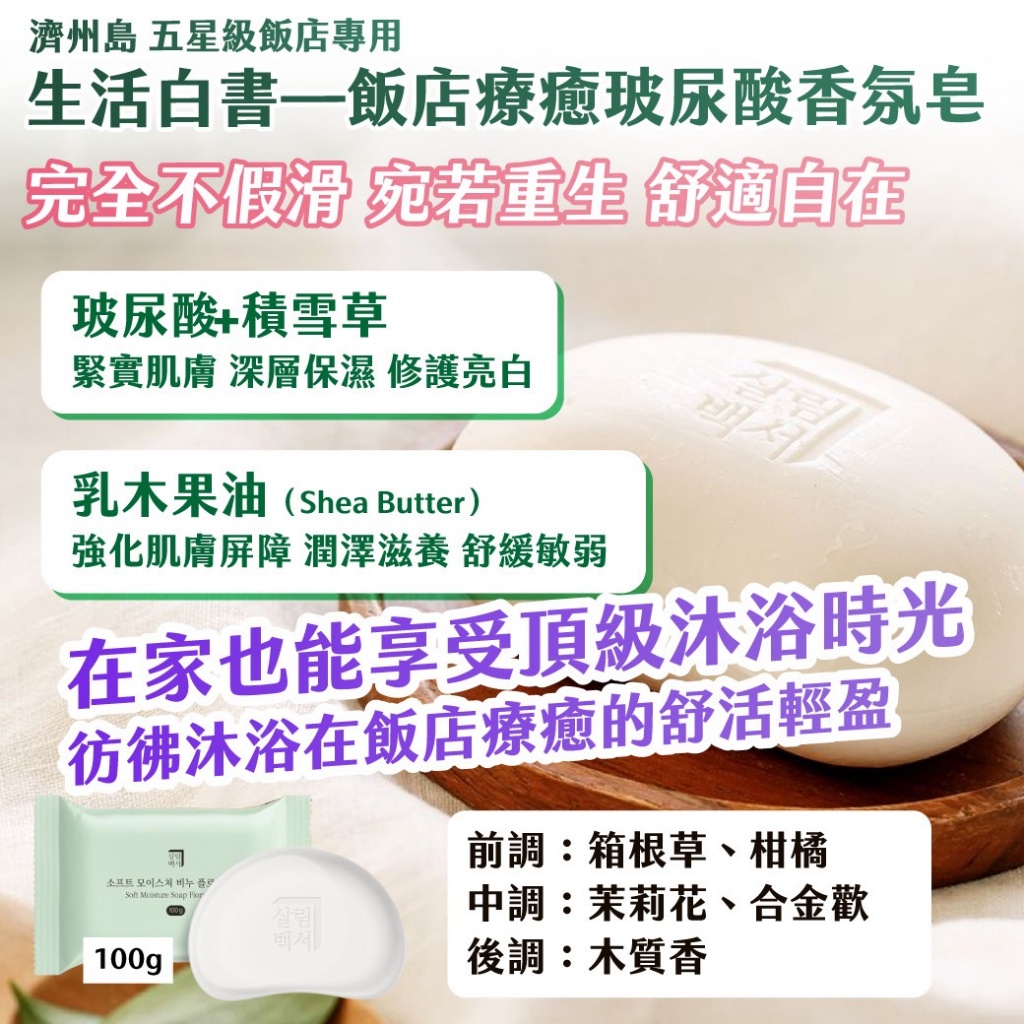 濟州島 五星級飯店專用
生活白書—飯店療癒玻尿酸香氛皂
完全不假滑 宛若重生 舒適自在
玻尿酸+積雪草
緊實肌膚 深層保濕 修護亮白
살림
백서
乳木果油（Shea Butter）
強化肌膚屏障 潤澤滋養 舒緩敏弱
在家也能享受頂級沐浴時光
彷彿沐浴在飯店療癒的舒活輕盈
살림
백서
소프트 모이스처 비누 플로
Soft Moisture Soap Flor
100g
살림
백서
100g
前調：箱根草、柑橘
中調：茉莉花、合金歡
後調：木質香